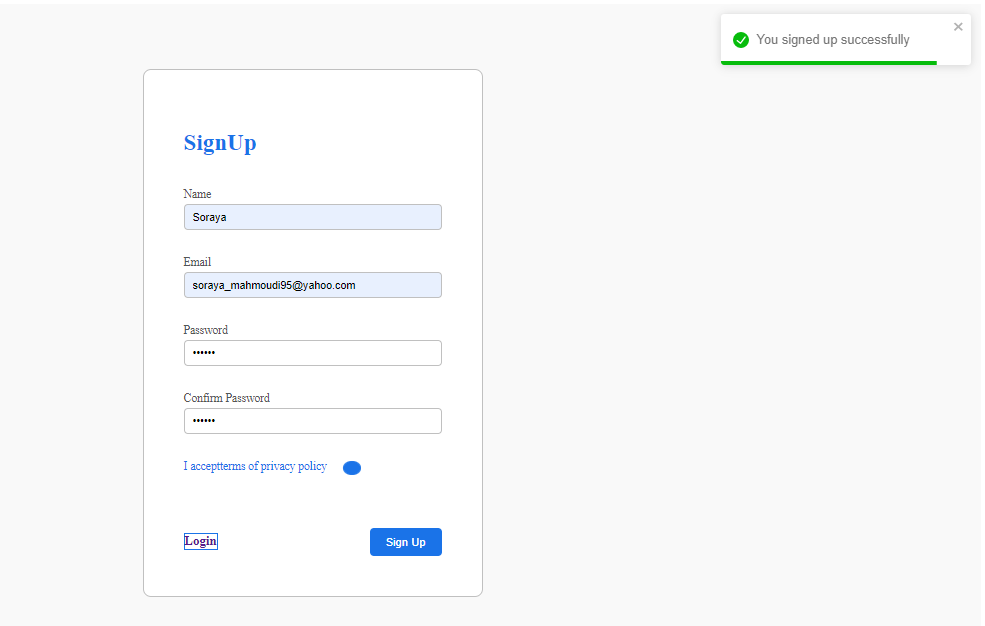 You signed up successfully
SignUp
Name
Soraya
Email
soraya_mahmoudi95@yahoo.com
Password
••••••
Confirm Password
••••••
I acceptterms of privacy policy
Login
Sign Up